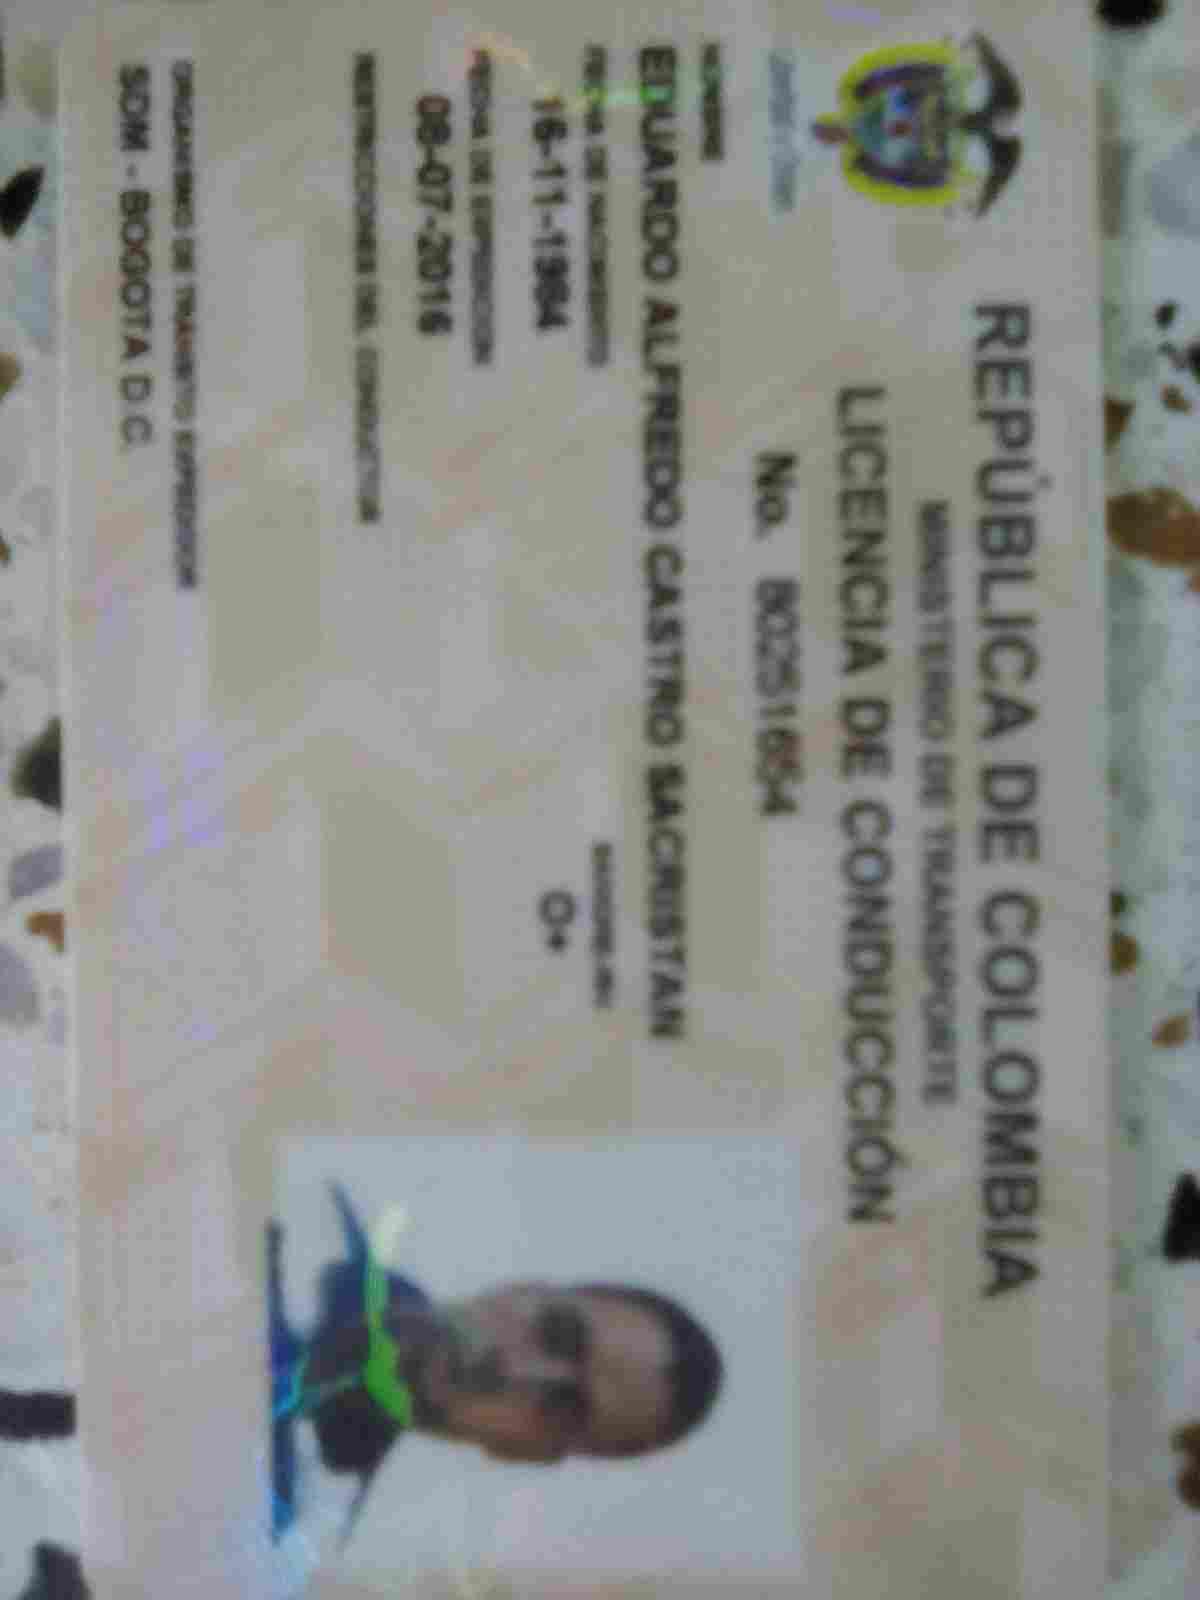 REPÚBLICA DE COLOMBIA
MINISTERIO DE TRANSPORTE
LICENCIA DE CONDUCCIÓN
No. 80251654
NOMBRE
EDUARDO ALFREDO CASTRO SACRISTAN
FECHA DE NACIMIENTO
16-11-1984
O+
FECHA DE EXPEDICION
08-07-2016
RESTRICCIONES DEL CONDUCTOR
ORGANISMO DE TRANSITO EXPEDIDOR
SDM - BOGOTA D.C.